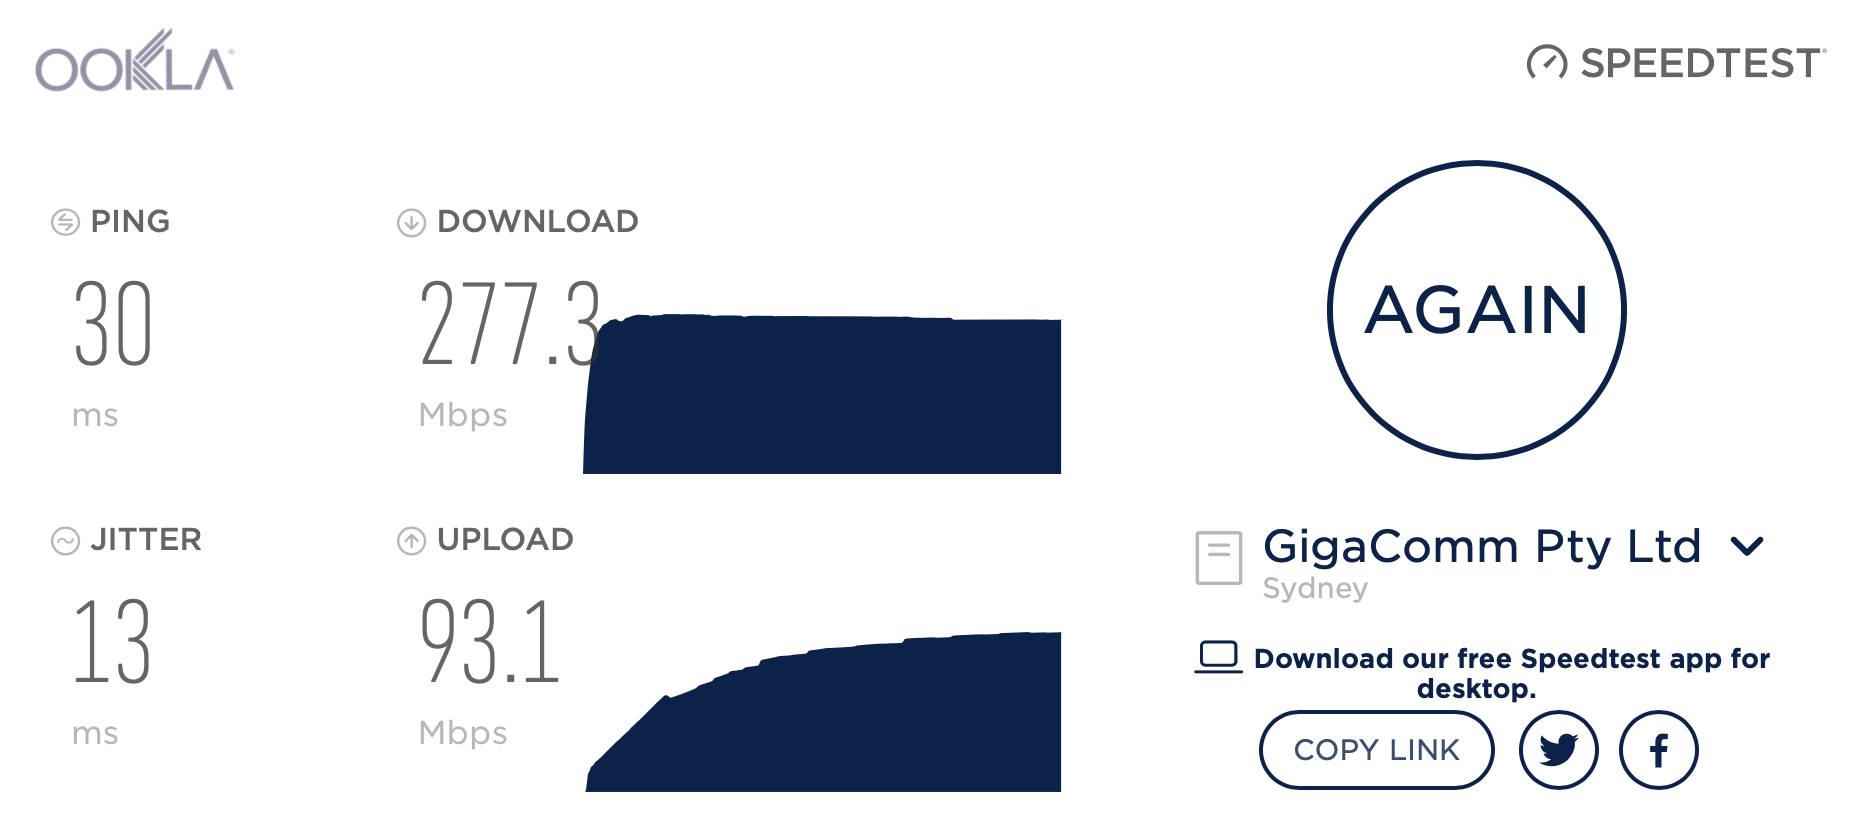 OOKLA
SPEEDTEST
PING
30
ms
DOWNLOAD
277.3
Mbps
AGAIN
JITTER
13
ms
UPLOAD
93.1
Mbps
GigaComm Pty Ltd
Sydney
Download our free Speedtest app for
desktop.
COPY LINK